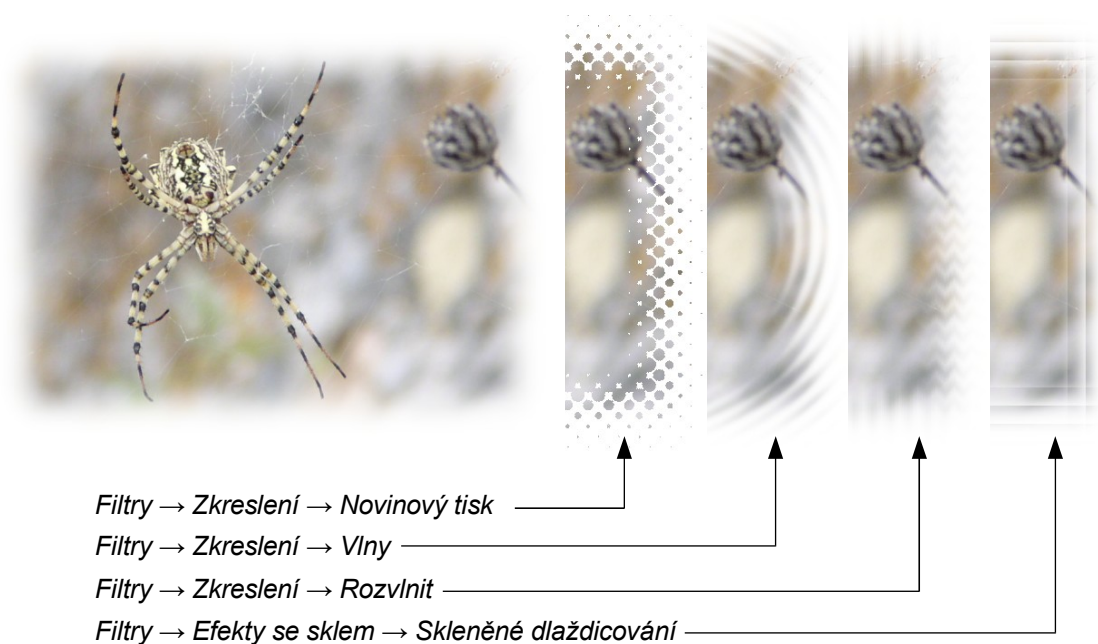 Filtry → Zkreslení → Novinový tisk
Filtry → Zkreslení → Vlny
Filtry → Zkreslení → Rozvlnit
Filtry → Efekty se sklem → Skleněné dlaždicování